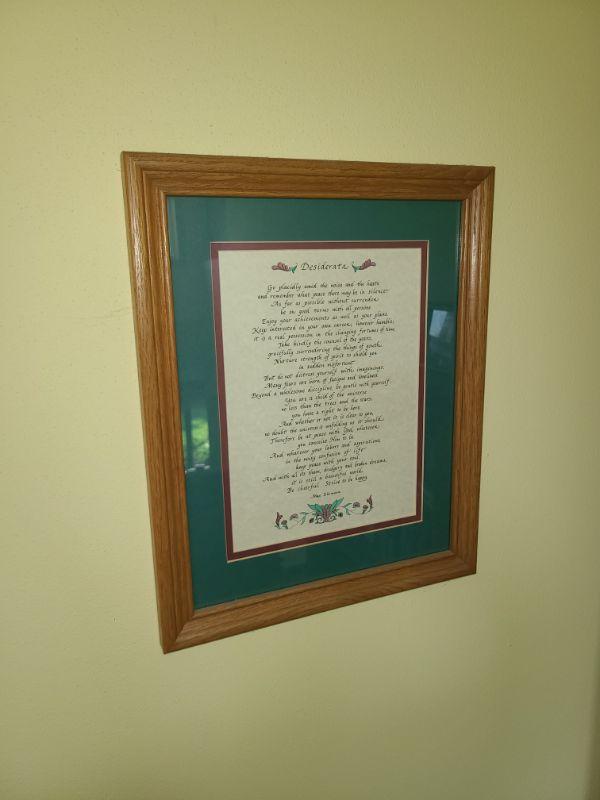 Desiderata
Go placidly amid the noise and the haste
and remember what peace there may be in silence.
As far as possible without surrender,
be on good terms with all persons.
Enjoy your achievements as well as your plans.
Keep interested in your own career, however humble;
it is a real possession in the changing fortunes of time.
Take kindly the counsel of the years,
gracefully surrendering the things of youth.
Nurture strength of spirit to shield you
in sudden misfortune.
But do not distress yourself with imaginings.
Many fears are born of fatigue and loneliness.
Beyond a wholesome discipline, be gentle with yourself.
You are a child of the universe
no less than the trees and the stars;
you have a right to be here.
And whether or not it is clear to you,
no doubt the universe is unfolding as it should.
Therefore be at peace with God, whatever
you conceive Him to be.
And whatever your labors and aspirations,
in the noisy confusion of life
keep peace with your soul.
And with all its sham, drudgery and broken dreams,
it is still a beautiful world.
Be cheerful. Strive to be happy.
Max Ehrmann